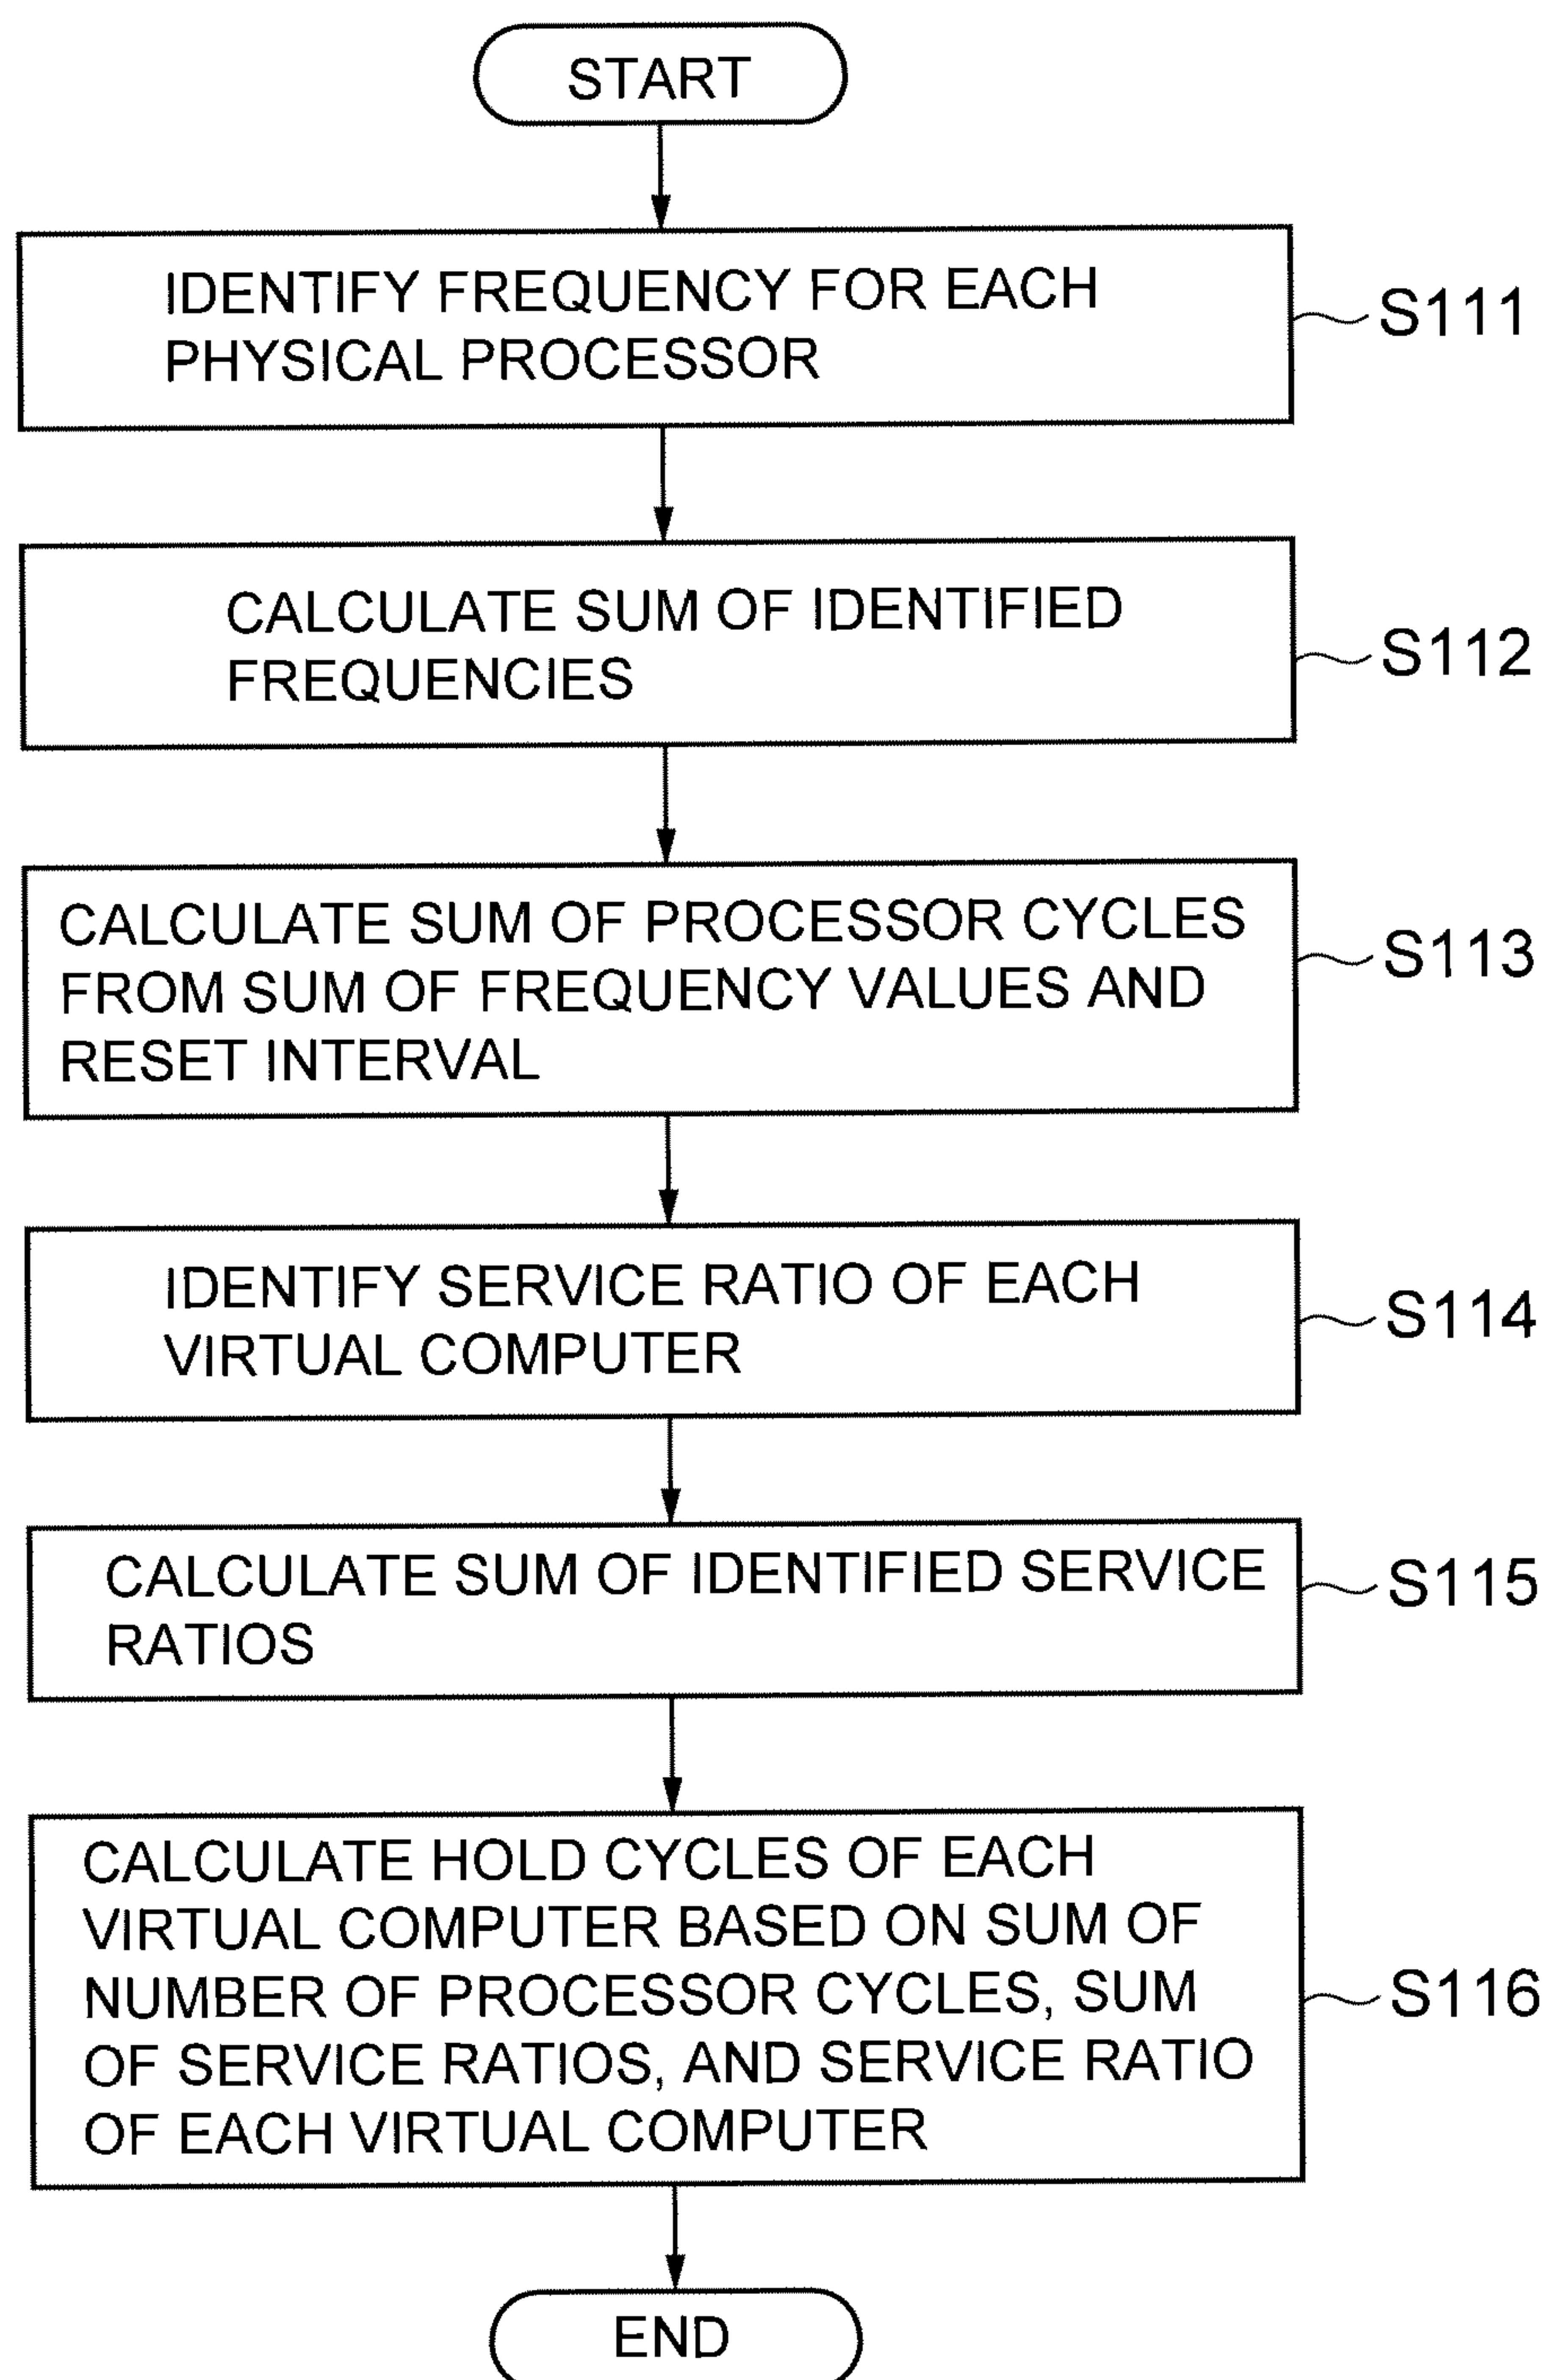 START
IDENTIFY FREQUENCY FOR EACH
PHYSICAL PROCESSOR
S111
CALCULATE SUM OF IDENTIFIED
FREQUENCIES
S112
CALCULATE SUM OF PROCESSOR CYCLES
FROM SUM OF FREQUENCY VALUES AND
RESET INTERVAL
S113
IDENTIFY SERVICE RATIO OF EACH
VIRTUAL COMPUTER
S114
CALCULATE SUM OF IDENTIFIED SERVICE
RATIOS
S115
CALCULATE HOLD CYCLES OF EACH
VIRTUAL COMPUTER BASED ON SUM OF
NUMBER OF PROCESSOR CYCLES, SUM
OF SERVICE RATIOS, AND SERVICE RATIO
OF EACH VIRTUAL COMPUTER
S116
END